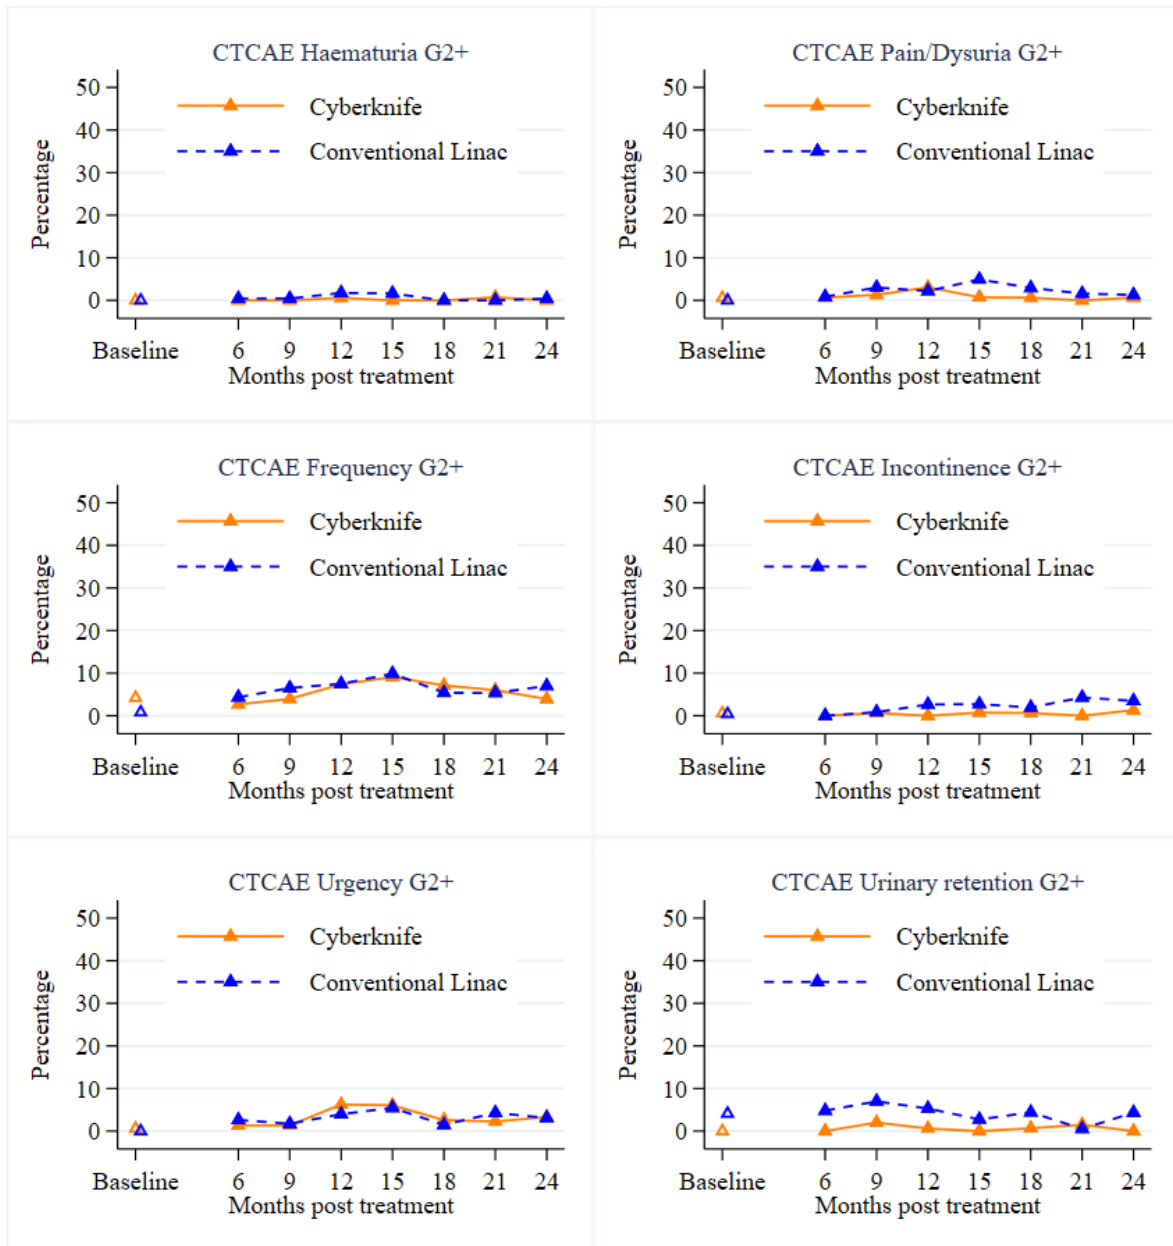 CTCAE Haematuria G2+
50
40
30
20
10
0
Percentage
Cyberknife
Conventional Linac
Baseline 6 9 12 15 18 21 24
Months post treatment
CTCAE Pain/Dysuria G2+
50
40
30
20
10
0
Percentage
Cyberknife
Conventional Linac
Baseline 6 9 12 15 18 21 24
Months post treatment
CTCAE Frequency G2+
50
40
30
20
10
0
Percentage
Cyberknife
Conventional Linac
Baseline 6 9 12 15 18 21 24
Months post treatment
CTCAE Incontinence G2+
50
40
30
20
10
0
Percentage
Cyberknife
Conventional Linac
Baseline 6 9 12 15 18 21 24
Months post treatment
CTCAE Urgency G2+
50
40
30
20
10
0
Percentage
Cyberknife
Conventional Linac
Baseline 6 9 12 15 18 21 24
Months post treatment
CTCAE Urinary retention G2+
50
40
30
20
10
0
Percentage
Cyberknife
Conventional Linac
Baseline 6 9 12 15 18 21 24
Months post treatment